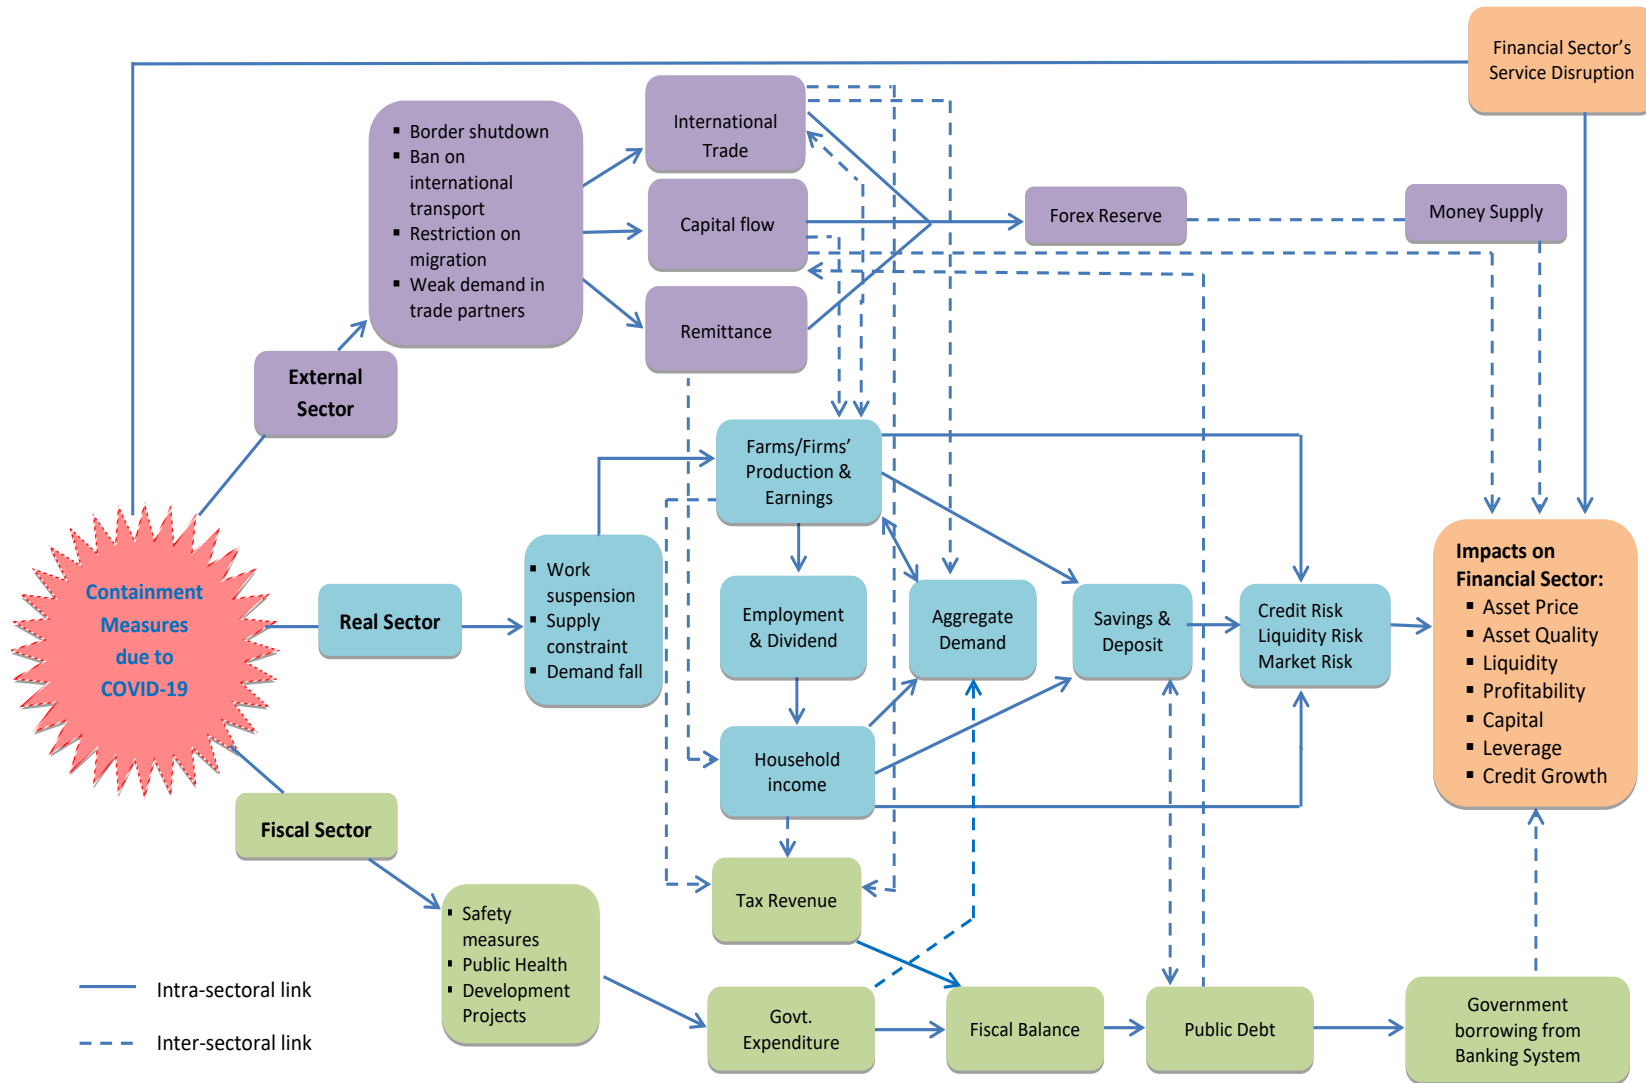 Financial Sector’s
Service Disruption
▪ Border shutdown
▪ Ban on
international
transport
▪ Restriction on
migration
▪ Weak demand in
trade partners
International
Trade
Capital flow
Remittance
Forex Reserve
Money Supply
External
Sector
Farms/Firms’
Production &
Earnings
Containment
Measures
due to
COVID-19
Real Sector
▪ Work
suspension
▪ Supply
constraint
▪ Demand fall
Employment
& Dividend
Aggregate
Demand
Savings &
Deposit
Credit Risk
Liquidity Risk
Market Risk
Impacts on
Financial Sector:
▪ Asset Price
▪ Asset Quality
▪ Liquidity
▪ Profitability
▪ Capital
▪ Leverage
▪ Credit Growth
Household
income
Fiscal Sector
Tax Revenue
▪ Safety
measures
▪ Public Health
▪ Development
Projects
Govt.
Expenditure
Fiscal Balance
Public Debt
Government
borrowing from
Banking System
Intra-sectoral link
Inter-sectoral link